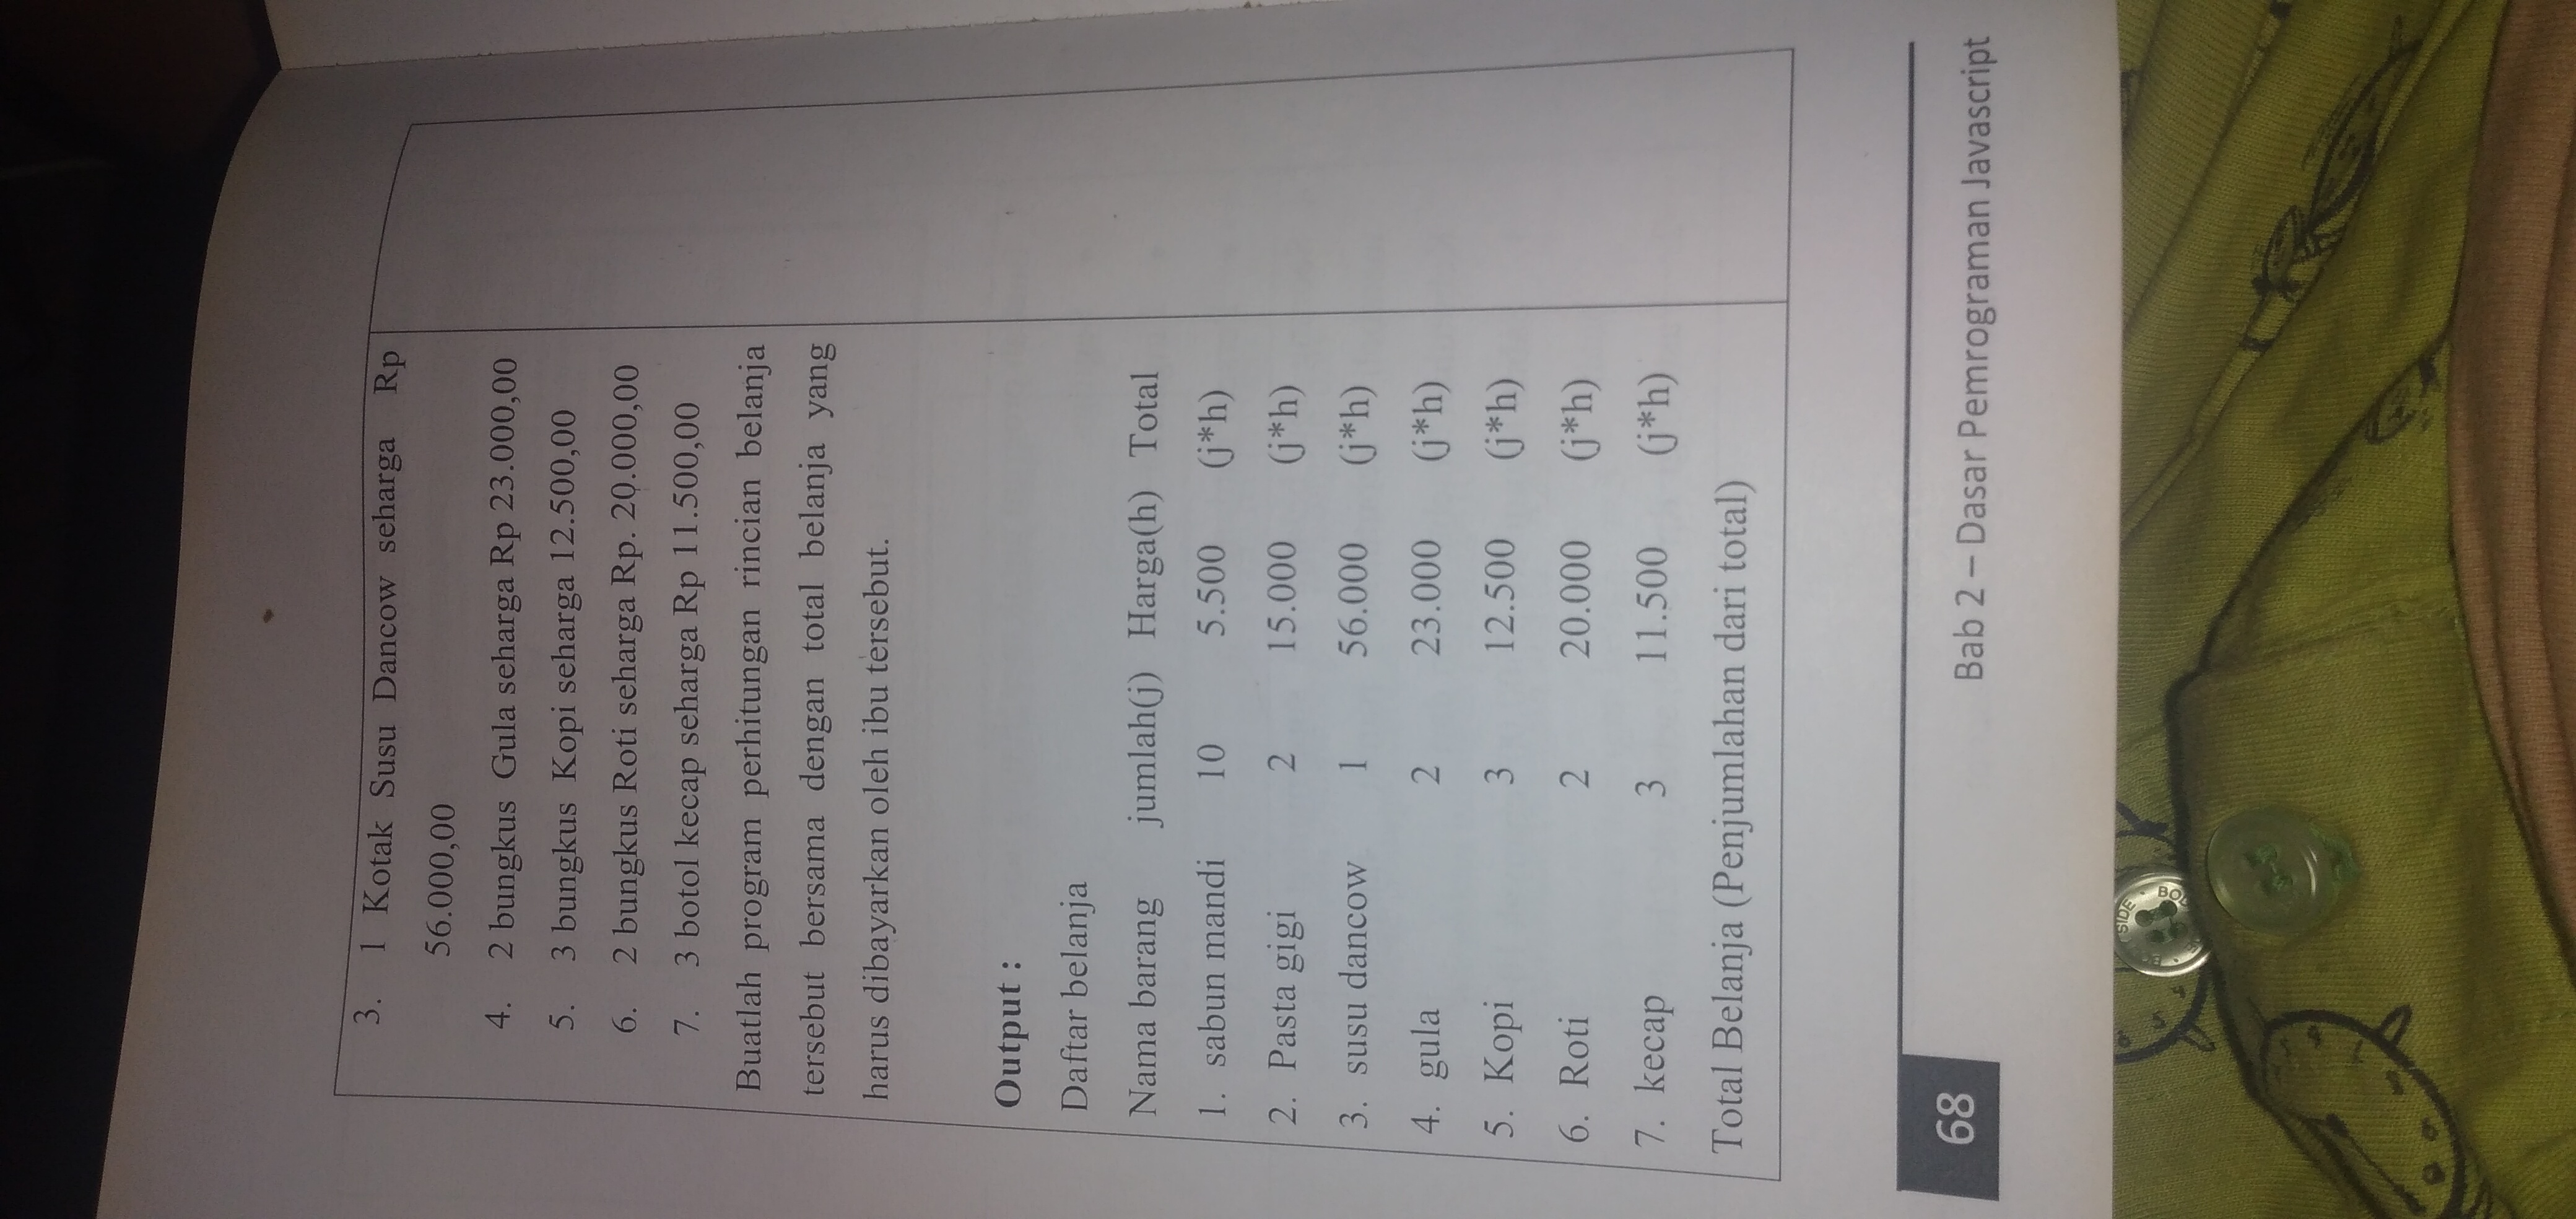 3. 1 Kotak Susu Dancow seharga Rp
56.000,00
4. 2 bungkus Gula seharga Rp 23.000,00
5. 3 bungkus Kopi seharga 12.500,00
6. 2 bungkus Roti seharga Rp. 20.000,00
7. 3 botol kecap seharga Rp 11.500,00
Buatlah program perhitungan rincian belanja
tersebut bersama dengan total belanja yang
harus dibayarkan oleh ibu tersebut.
Output :
Daftar belanja
Nama barang jumlah(j) Harga(h) Total
1. sabun mandi 10 5.500 (j*h)
2. Pasta gigi 2 15.000 (j*h)
3. susu dancow 1 56.000 (j*h)
4. gula 2 23.000 (j*h)
5. Kopi 3 12.500 (j*h)
6. Roti 2 20.000 (j*h)
7. kecap 3 11.500 (j*h)
Total Belanja (Penjumlahan dari total)
68
Bab 2 – Dasar Pemrograman Javascript
SIDE